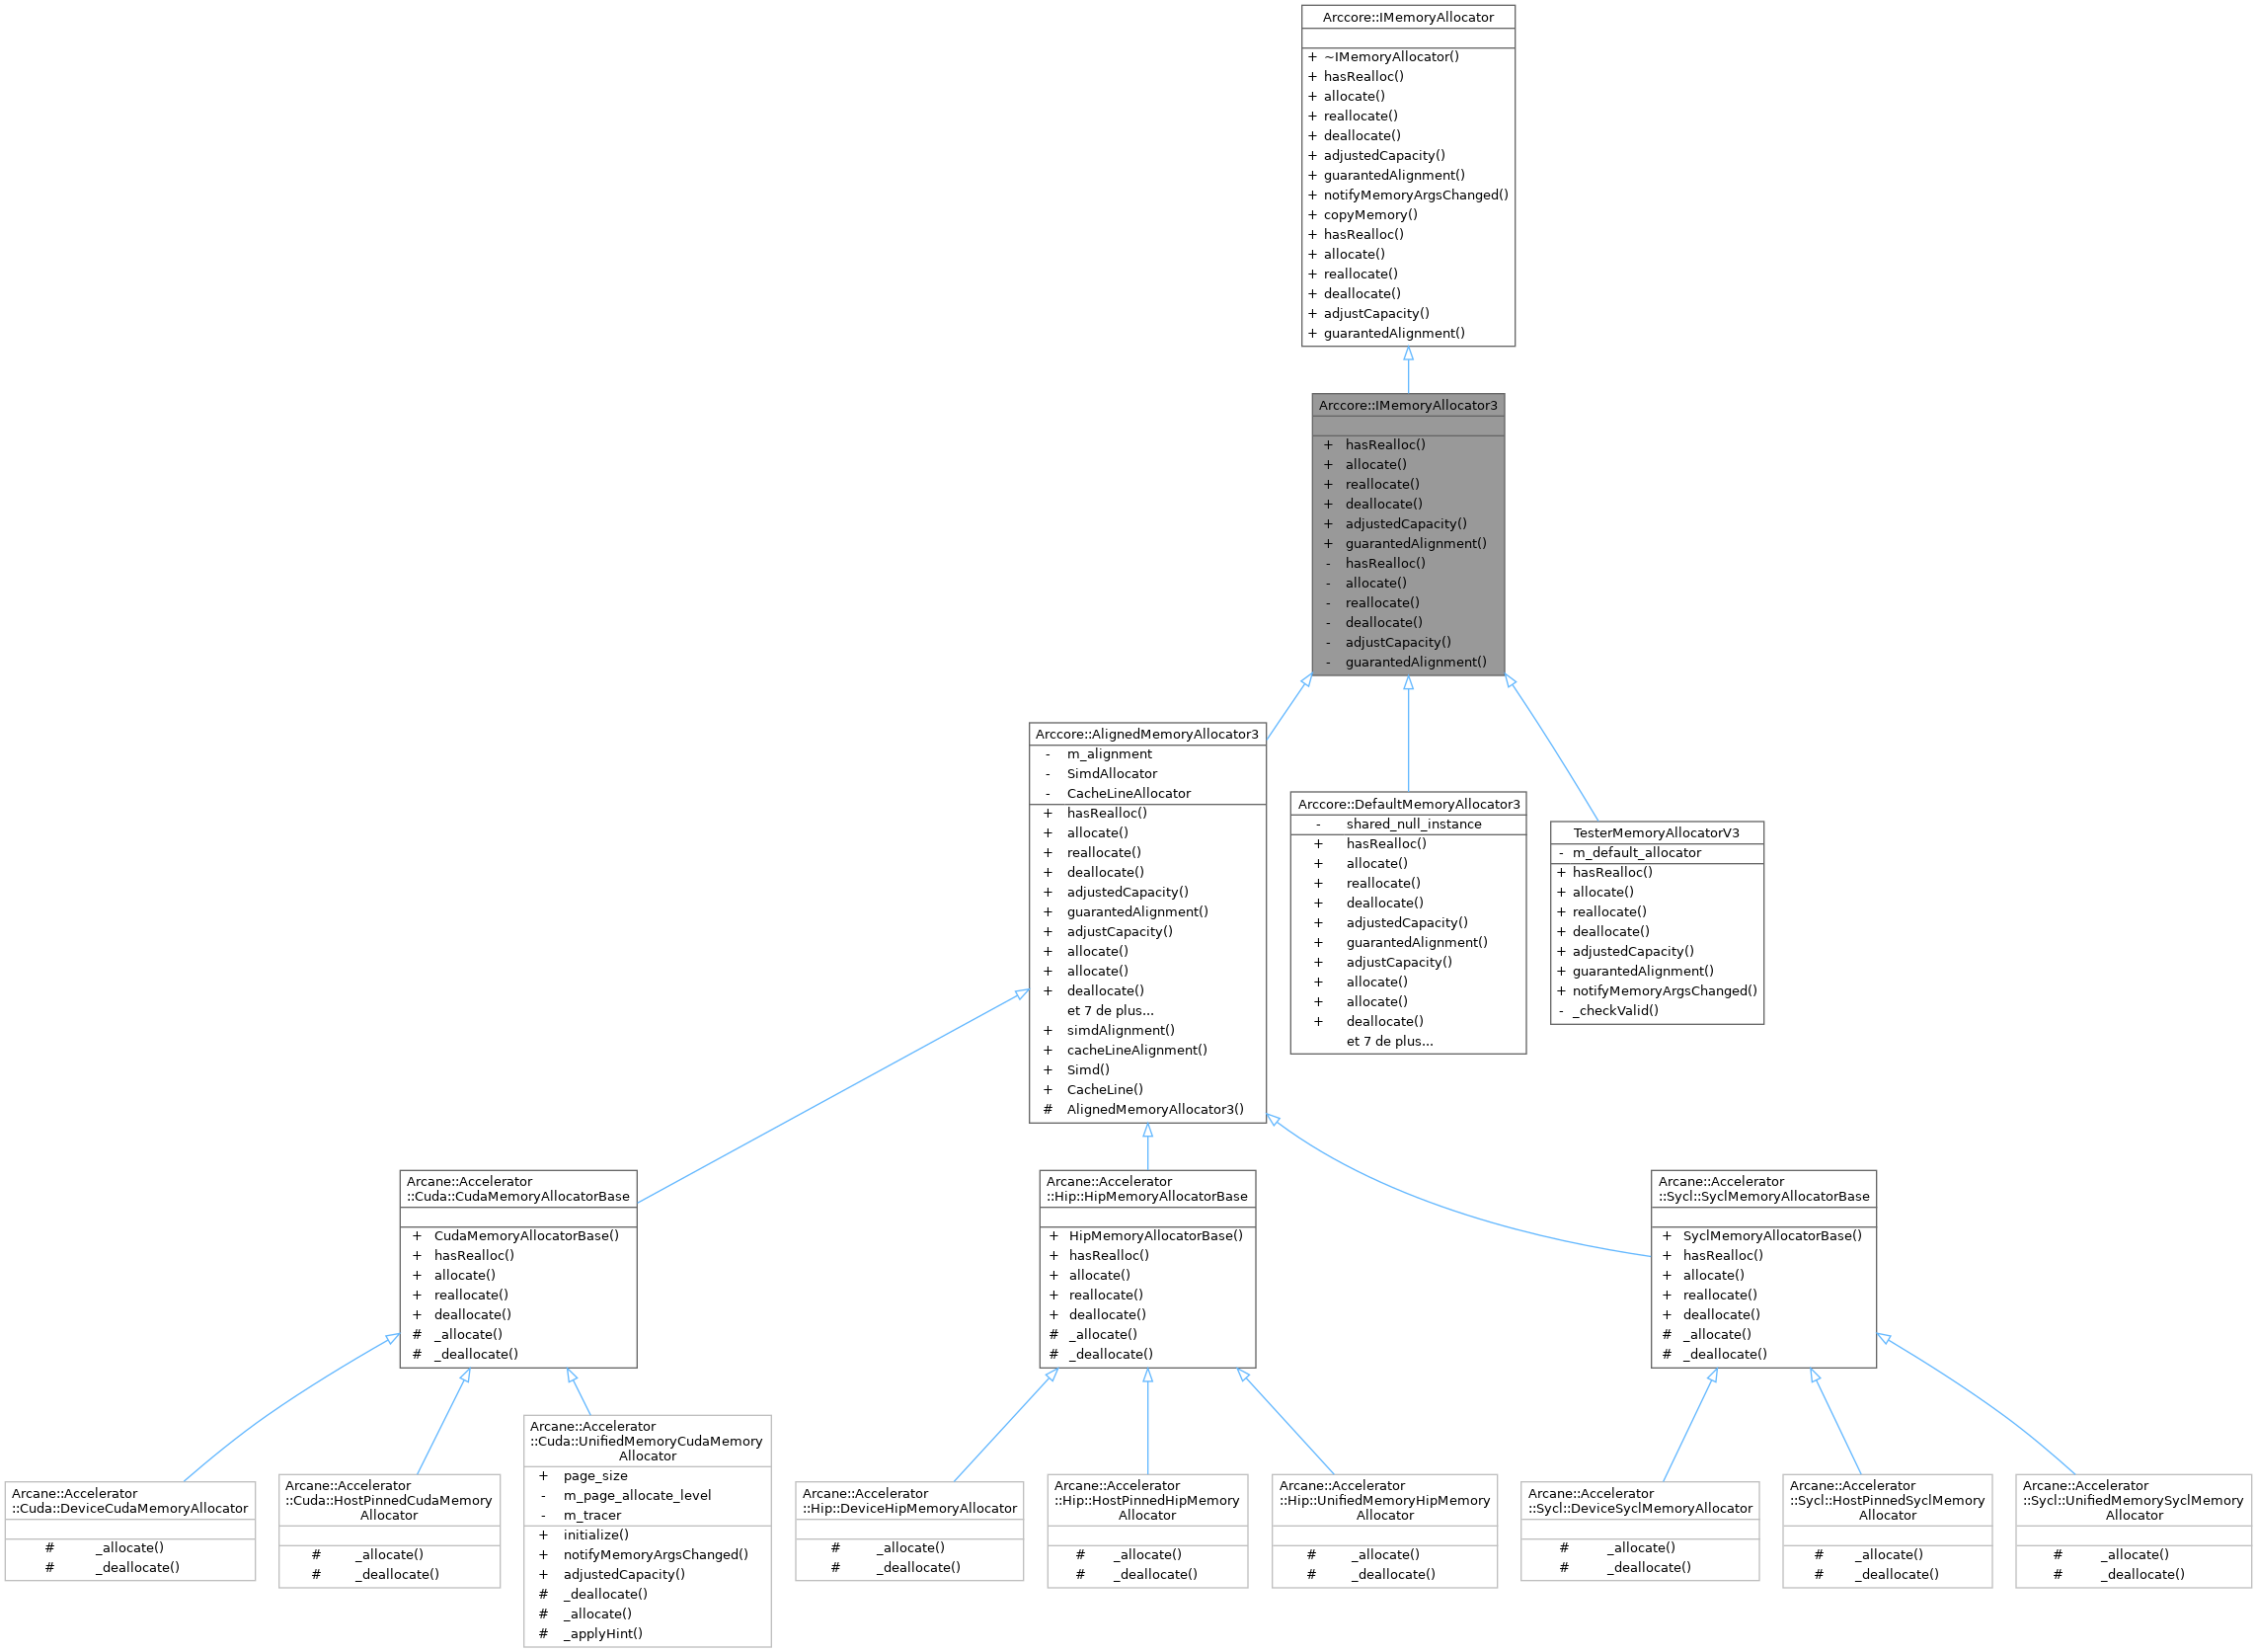 Arccore::IMemoryAllocator
+ ~IMemoryAllocator()
+ hasRealloc()
+ allocate()
+ reallocate()
+ deallocate()
+ adjustedCapacity()
+ guarantedAlignment()
+ notifyMemoryArgsChanged()
+ copyMemory()
+ hasRealloc()
+ allocate()
+ reallocate()
+ deallocate()
+ adjustCapacity()
+ guarantedAlignment()
Arccore::IMemoryAllocator3
+ hasRealloc()
+ allocate()
+ reallocate()
+ deallocate()
+ adjustedCapacity()
+ guarantedAlignment()
- hasRealloc()
- allocate()
- reallocate()
- deallocate()
- adjustCapacity()
- guarantedAlignment()
Arccore::AlignedMemoryAllocator3
- m_alignment
- SimdAllocator
- CacheLineAllocator
+ hasRealloc()
+ allocate()
+ reallocate()
+ deallocate()
+ adjustedCapacity()
+ guarantedAlignment()
+ adjustCapacity()
+ allocate()
+ allocate()
+ deallocate()
et 7 de plus...
+ simdAlignment()
+ cacheLineAlignment()
+ Simd()
+ CacheLine()
# AlignedMemoryAllocator3()
Arccore::DefaultMemoryAllocator3
- shared_null_instance
+ hasRealloc()
+ allocate()
+ reallocate()
+ deallocate()
+ adjustedCapacity()
+ guarantedAlignment()
+ adjustCapacity()
+ allocate()
+ allocate()
+ deallocate()
et 7 de plus...
TesterMemoryAllocatorV3
- m_default_allocator
+ hasRealloc()
+ allocate()
+ reallocate()
+ deallocate()
+ adjustedCapacity()
+ guarantedAlignment()
+ notifyMemoryArgsChanged()
- _checkValid()
Arcane::Accelerator
::Cuda::CudaMemoryAllocatorBase
+ CudaMemoryAllocatorBase()
+ hasRealloc()
+ allocate()
+ reallocate()
+ deallocate()
# _allocate()
# _deallocate()
Arcane::Accelerator
::Hip::HipMemoryAllocatorBase
+ HipMemoryAllocatorBase()
+ hasRealloc()
+ allocate()
+ reallocate()
+ deallocate()
# _allocate()
# _deallocate()
Arcane::Accelerator
::Sycl::SyclMemoryAllocatorBase
+ SyclMemoryAllocatorBase()
+ hasRealloc()
+ allocate()
+ reallocate()
+ deallocate()
# _allocate()
# _deallocate()
Arcane::Accelerator
::Cuda::DeviceCudaMemoryAllocator
# _allocate()
# _deallocate()
Arcane::Accelerator
::Cuda::HostPinnedCudaMemory
Allocator
# _allocate()
# _deallocate()
Arcane::Accelerator
::Cuda::UnifiedMemoryCudaMemory
Allocator
+ page_size
- m_page_allocate_level
- m_tracer
+ initialize()
+ notifyMemoryArgsChanged()
+ adjustedCapacity()
# _deallocate()
# _allocate()
# _applyHint()
Arcane::Accelerator
::Hip::DeviceHipMemoryAllocator
# _allocate()
# _deallocate()
Arcane::Accelerator
::Hip::HostPinnedHipMemory
Allocator
# _allocate()
# _deallocate()
Arcane::Accelerator
::Hip::UnifiedMemoryHipMemory
Allocator
# _allocate()
# _deallocate()
Arcane::Accelerator
::Sycl::DeviceSyclMemoryAllocator
# _allocate()
# _deallocate()
Arcane::Accelerator
::Sycl::HostPinnedSyclMemory
Allocator
# _allocate()
# _deallocate()
Arcane::Accelerator
::Sycl::UnifiedMemorySyclMemory
Allocator
# _allocate()
# _deallocate()